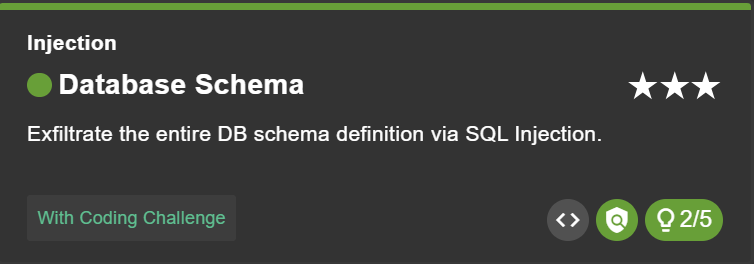 Injection
Database Schema
Exfiltrate the entire DB schema definition via SQL Injection.
With Coding Challenge
2/5